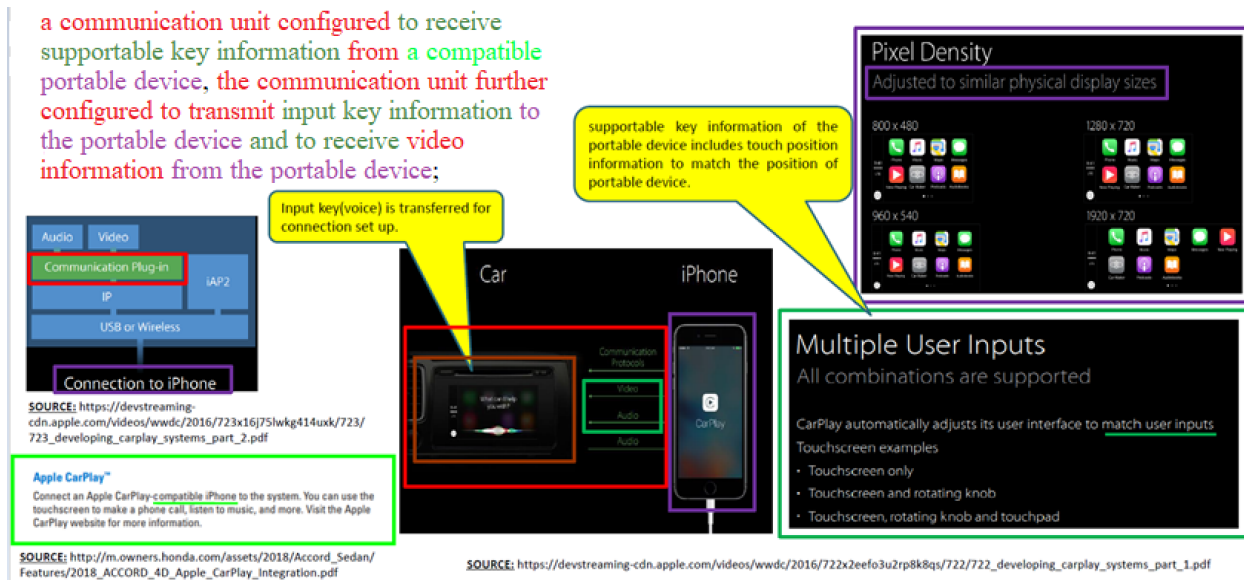 a communication unit configured to receive
supportable key information from a compatible
portable device, the communication unit further
configured to transmit input key information to
the portable device and to receive video
information from the portable device;
Input key(voice) is transferred for
connection set up.
supportable key information of the
portable device includes touch position
information to match the position of
portable device.
Pixel Density
Adjusted to similar physical display sizes
800 x 480
1280 x 720
960 x 540
1920 x 720
Audio
Video
Communication Plug-in
iAP2
IP
USB or Wireless
Connection to iPhone
SOURCE: https://devstreaming-
cdn.apple.com/videos/wwdc/2016/723x16j75lwkg414uxk/723/
723_developing_carplay_systems_part_2.pdf
Apple CarPlay™
Connect an Apple CarPlay-compatible iPhone to the system. You can use the
touchscreen to make a phone call, listen to music, and more. Visit the Apple
CarPlay website for more information.
SOURCE: http://m.owners.honda.com/assets/2018/Accord_Sedan/
Features/2018_ACCORD_4D_Apple_CarPlay_Integration.pdf
Car
iPhone
What can I help
you with?
Communication
Protocols
Video
Audio
Audio
CarPlay
Multiple User Inputs
All combinations are supported
CarPlay automatically adjusts its user interface to match user inputs
Touchscreen examples
• Touchscreen only
• Touchscreen and rotating knob
• Touchscreen, rotating knob and touchpad
SOURCE: https://devstreaming-cdn.apple.com/videos/wwdc/2016/722x2eefo3u2rp8k8qs/722/722_developing_carplay_systems_part_1.pdf